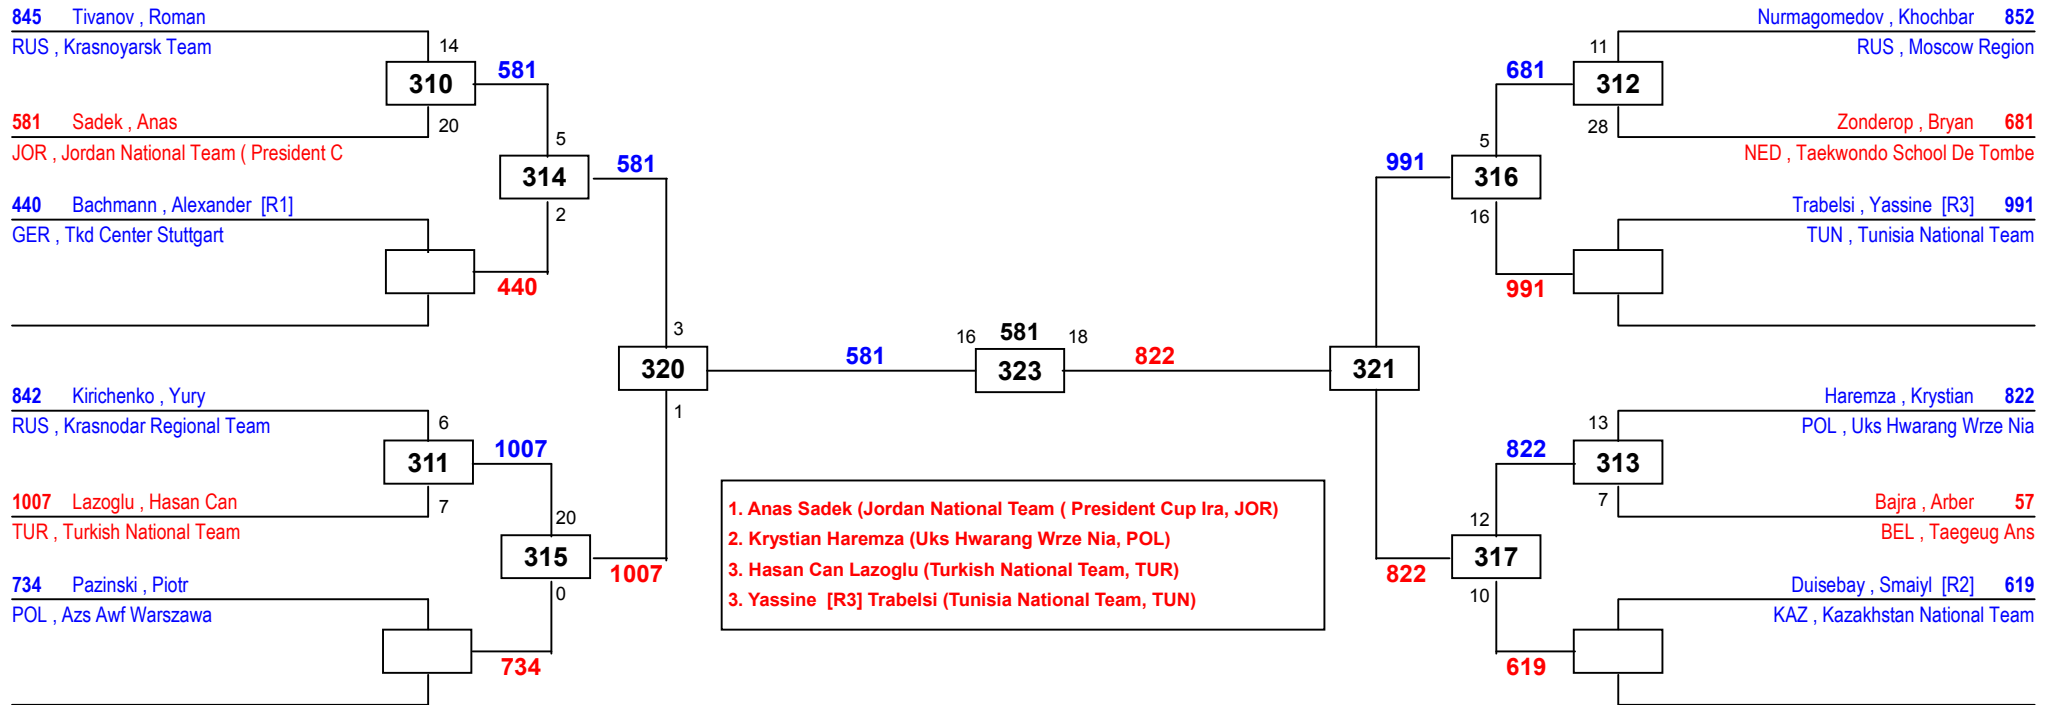 845 Tivanov , Roman
RUS , Krasnoyarsk Team
14
310
581
20
581 Sadek , Anas
JOR , Jordan National Team ( President C
440 Bachmann , Alexander [R1]
GER , Tkd Center Stuttgart
440
5
314
581
2
842 Kirichenko , Yury
RUS , Krasnodar Regional Team
6
311
1007
7
1007 Lazoglu , Hasan Can
TUR , Turkish National Team
734 Pazinski , Piotr
POL , Azs Awf Warszawa
734
20
315
1007
0
3
320
1
581
16 581 18
323
822
321
Nurmagomedov , Khochbar 852
RUS , Moscow Region
11
681
312
28
Zonderop , Bryan 681
NED , Taekwondo School De Tombe
Trabelsi , Yassine [R3] 991
TUN , Tunisia National Team
991
5
991
316
16
Haremza , Krystian 822
POL , Uks Hwarang Wrze Nia
13
822
313
7
Bajra , Arber 57
BEL , Taegeug Ans
Duisebay , Smaiyl [R2] 619
KAZ , Kazakhstan National Team
619
12
317
822
10
1. Anas Sadek (Jordan National Team ( President Cup Ira, JOR)
2. Krystian Haremza (Uks Hwarang Wrze Nia, POL)
3. Hasan Can Lazoglu (Turkish National Team, TUR)
3. Yassine [R3] Trabelsi (Tunisia National Team, TUN)